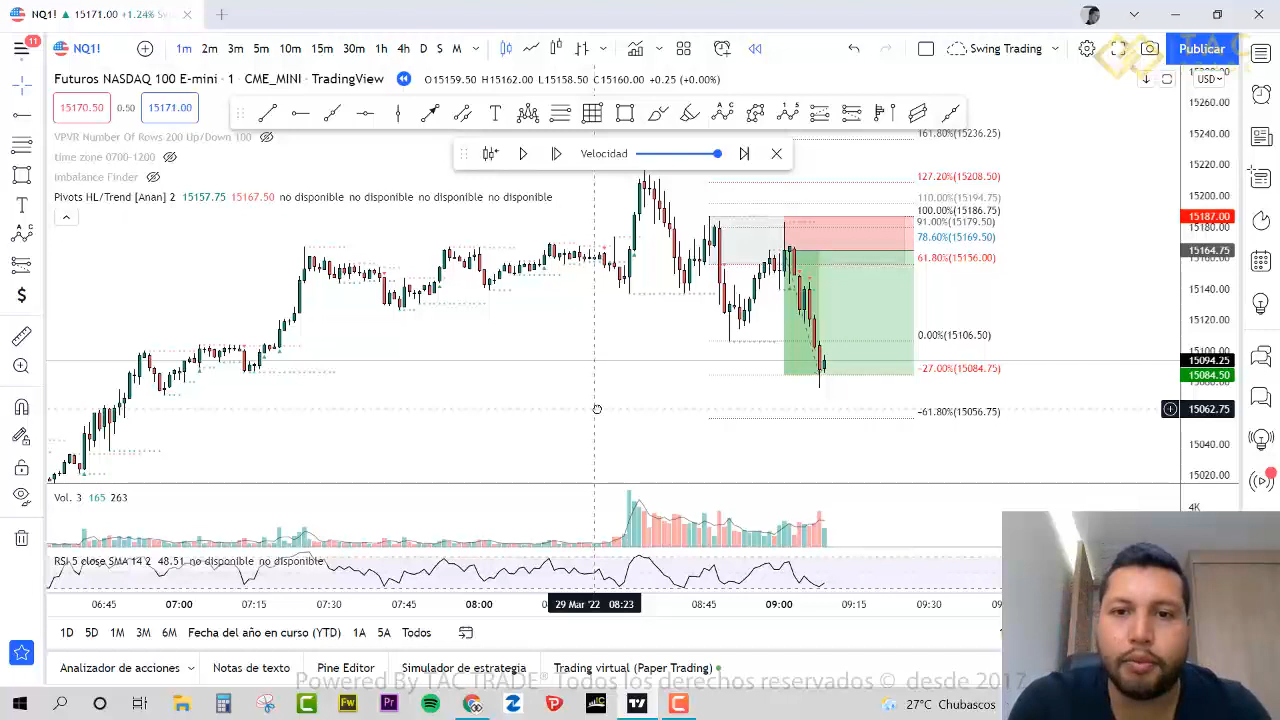 NQ1! 15171.00 +1.24% Sw
11
NQ1!
1m 2m 3m 5m 10m 15m 30m 1h 4h D S M
Swing Trading
Publicar
Futuros NASDAQ 100 E-mini · 1 · CME_MINI · TradingView
L15158.50 C15160.00 +0.25 (+0.00%)
USD
15170.50 0.50 15171.00
VPVR Number Of Rows 200 Up/Down 100
time zone 0700-1200
Imbalance Finder
Pivots HL/Trend [Anan] 2 15157.75 15167.50 no disponible no disponible no disponible no disponible no disponible
Velocidad
161.80%(15236.25)
127.20%(15208.50)
110.00%(15194.75)
100.00%(15186.75)
91.00%(15179.50)
78.60%(15169.50)
61.80%(15156.00)
0.00%(15106.50)
-27.00%(15084.75)
-61.80%(15056.75)
15260.00
15240.00
15220.00
15200.00
15187.00
15180.00
15164.75
15140.00
15120.00
15094.25
15084.50
15062.75
15040.00
15020.00
4K
Vol. 3 165 263
RSI 5 close SMA 14 2 48.51 no disponible no disponible
06:45 07:00 07:15 07:30 07:45 08:00 29 Mar '22 08:23 08:45 09:00 09:15 09:30
1D 5D 1M 3M 6M Fecha del año en curso (YTD) 1A 5A Todos
Analizador de acciones Notas de texto Pine Editor Simulador de estrategia Trading virtual (Paper Trading)
Powered By TAC TRADE® Todos los derechos reservados © desde 2017
27°C Chubascos